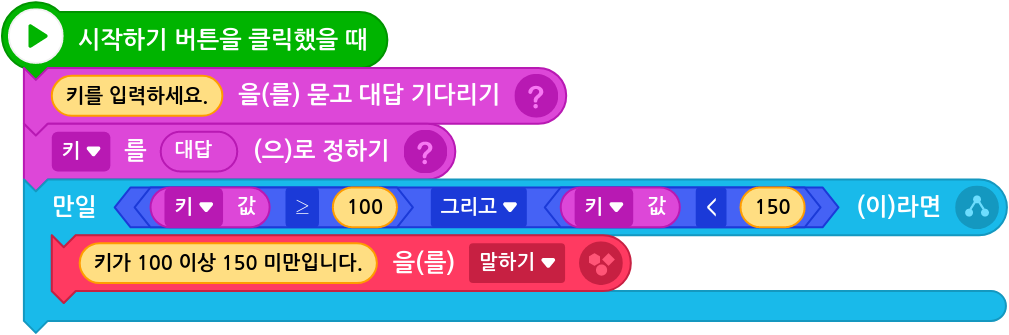 시작하기 버튼을 클릭했을 때
키를 입력하세요. 을(를) 묻고 대답 기다리기 ?
키 를 대답 (으)로 정하기 ?
만일 키 값 ≥ 100 그리고 키 값 < 150 (이)라면
키가 100 이상 150 미만입니다. 을(를) 말하기